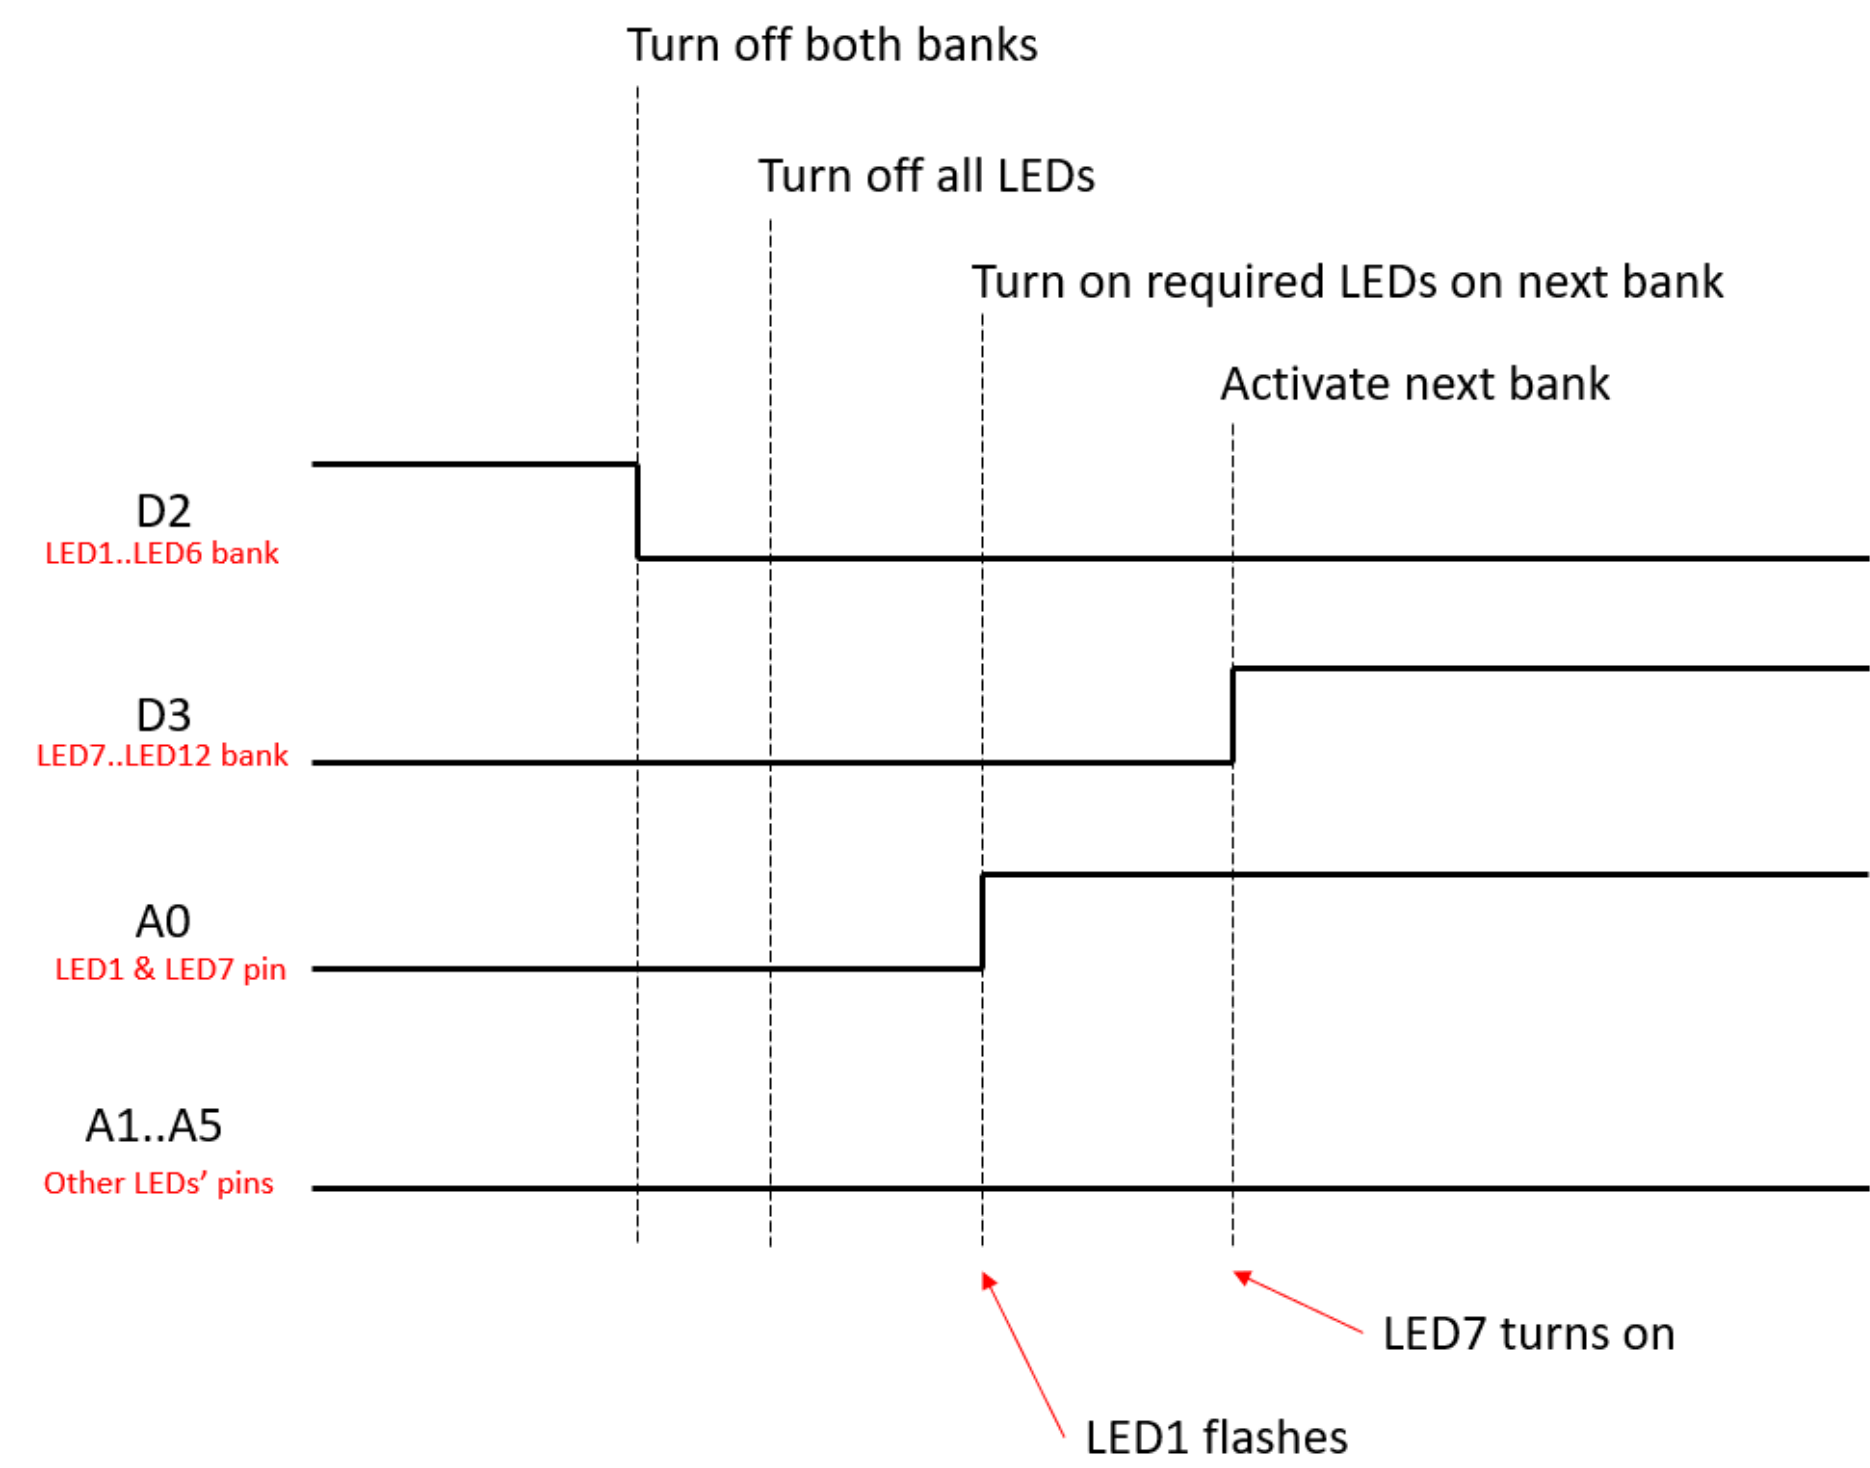 Turn off both banks
Turn off all LEDs
Turn on required LEDs on next bank
Activate next bank
D2
LED1..LED6 bank
D3
LED7..LED12 bank
A0
LED1 & LED7 pin
A1..A5
Other LEDs’ pins
LED7 turns on
LED1 flashes